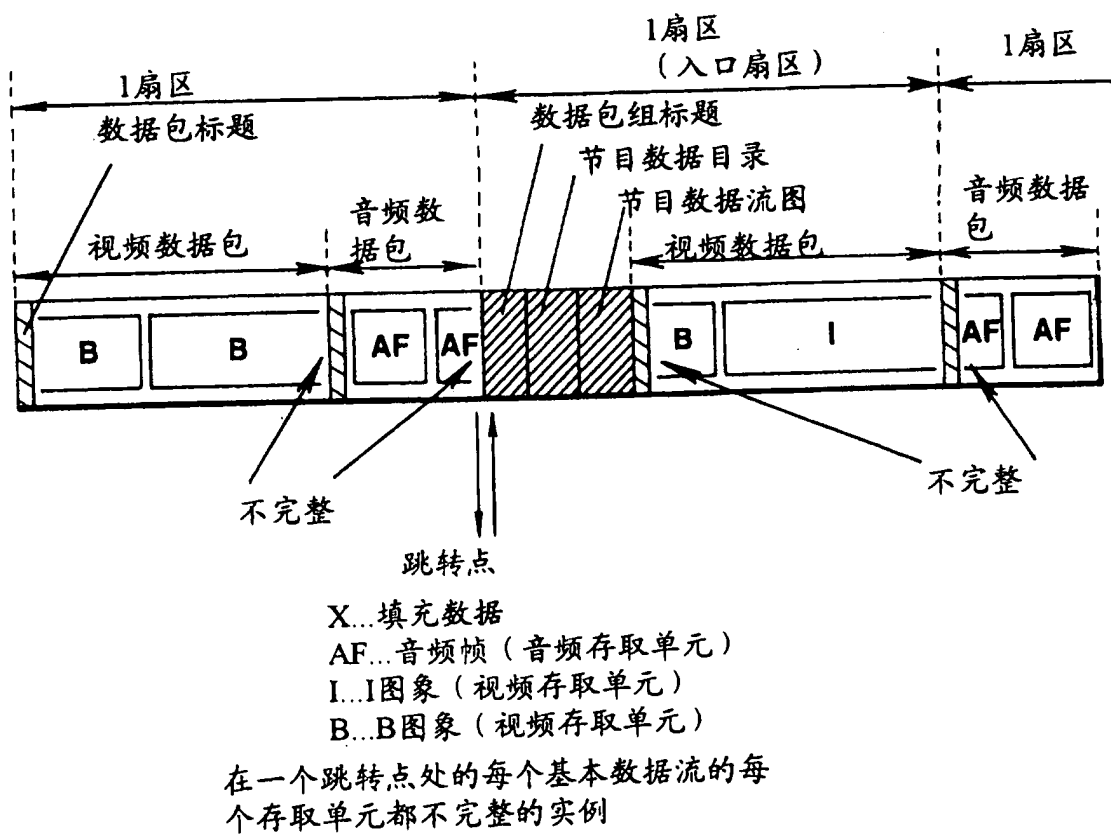 1扇区
1扇区
（入口扇区）
1扇区
数据包标题
数据包组标题
节目数据目录
节目数据流图
视频数据包
音频数
据包
视频数据包
音频数据
包
B
B
AF
AF
B
I
AF
AF
不完整
不完整
跳转点
X...填充数据
AF...音频帧（音频存取单元）
I...I图象（视频存取单元）
B...B图象（视频存取单元）
在一个跳转点处的每个基本数据流的每
个存取单元都不完整的实例